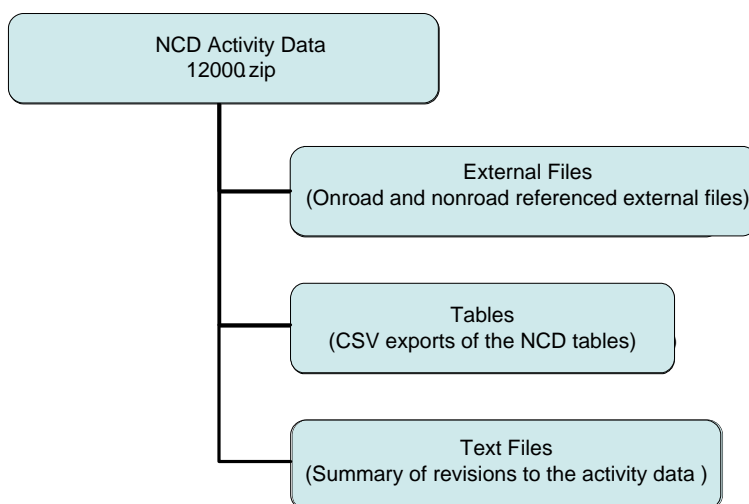 NCD Activity Data
12000.zip
External Files
(Onroad and nonroad referenced external files)
Tables
(CSV exports of the NCD tables)
Text Files
(Summary of revisions to the activity data )